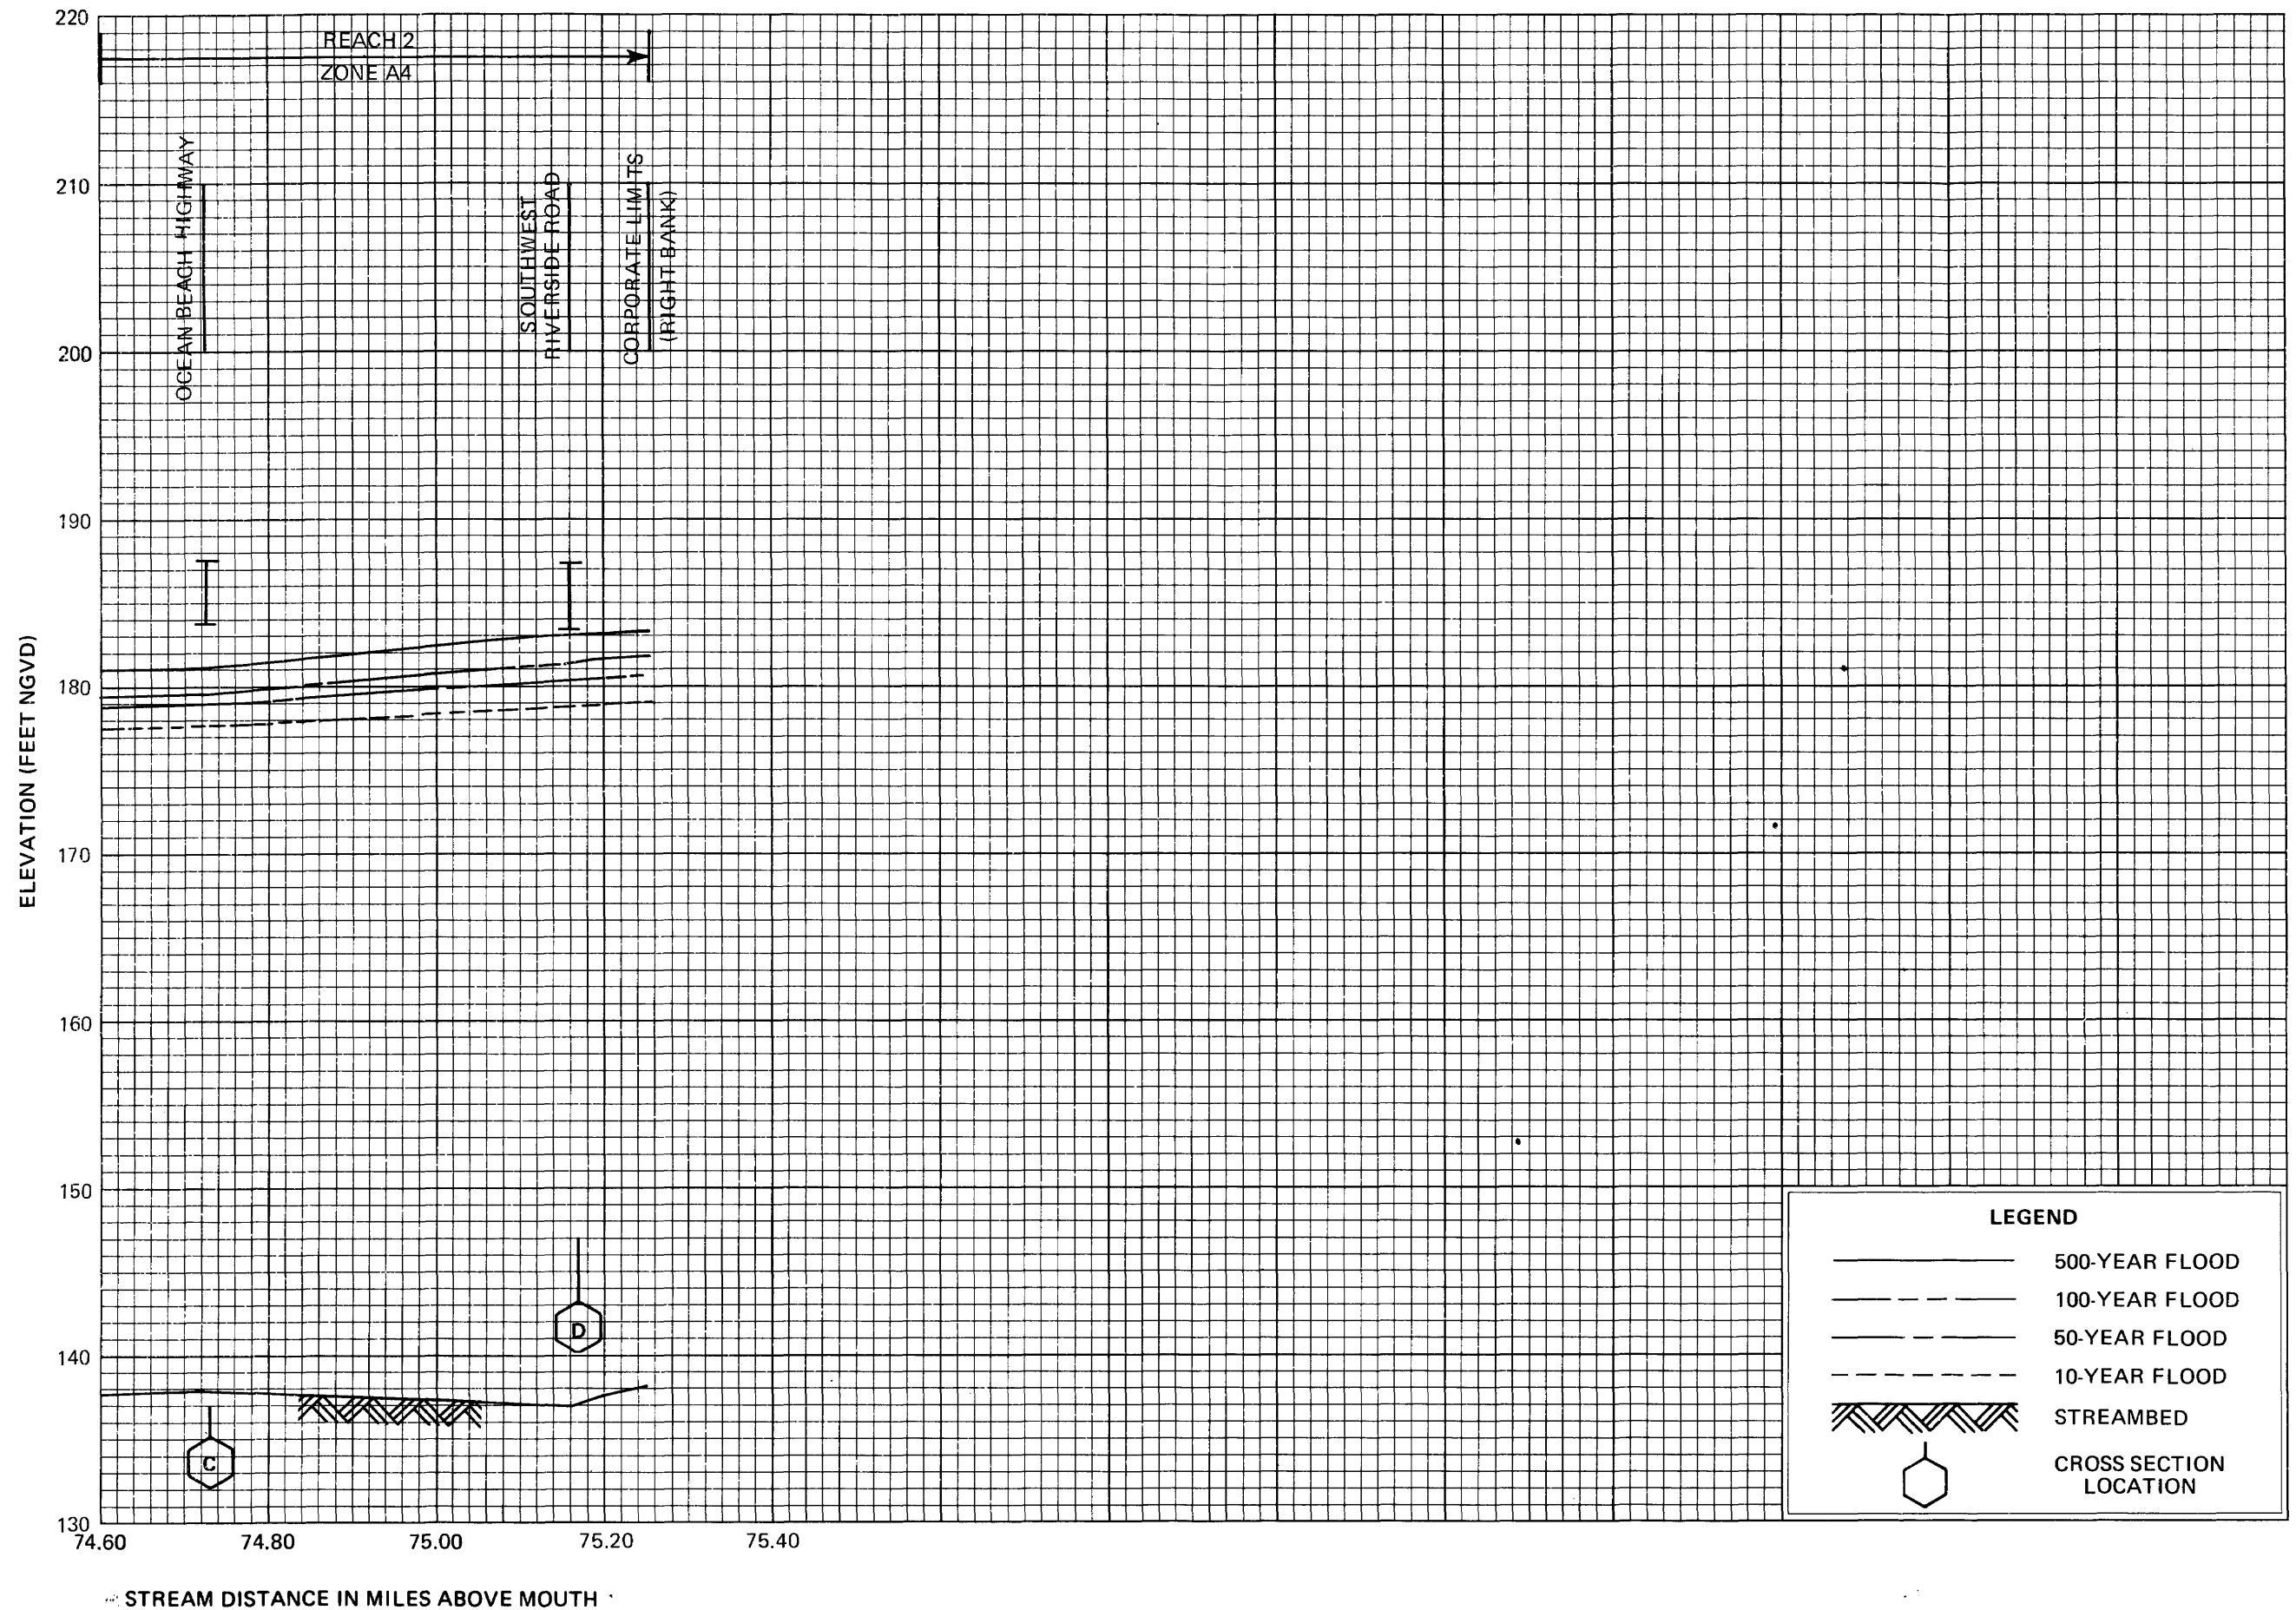 220
REACH 2
ZONE A4
210
200
190
180
170
160
150
140
130
OCEAN BEACH HIGHWAY
SOUTHWEST
RIVERSIDE ROAD
CORPORATE LIMITS
(RIGHT BANK)
ELEVATION (FEET NGVD)
D
C
74.60 74.80 75.00 75.20 75.40
STREAM DISTANCE IN MILES ABOVE MOUTH
LEGEND
500-YEAR FLOOD
100-YEAR FLOOD
50-YEAR FLOOD
10-YEAR FLOOD
STREAMBED
CROSS SECTION
LOCATION